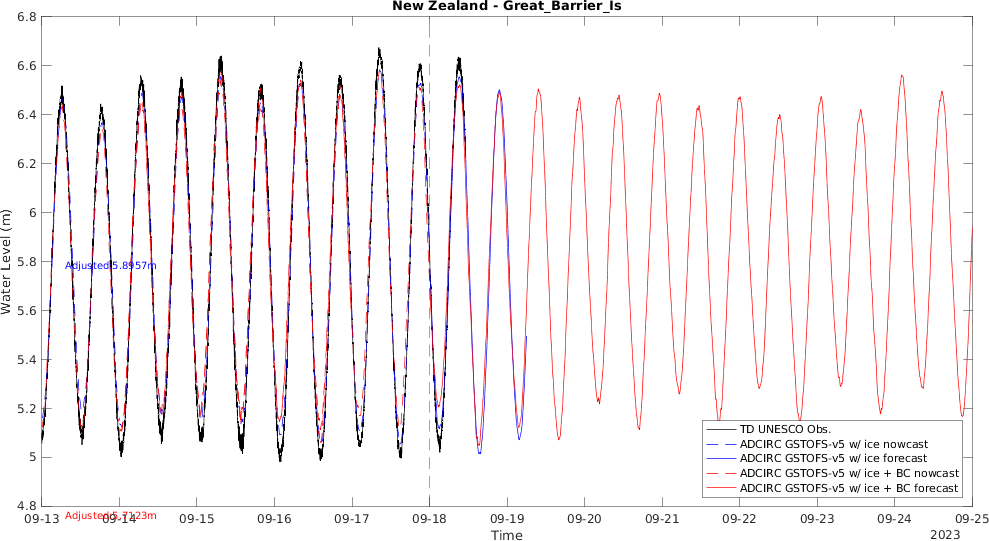 New Zealand - Great_Barrier_Is
Water Level (m)
6.8
6.6
6.4
6.2
6
5.8
5.6
5.4
5.2
5
4.8
Adjusted:5.8957m
Adjusted:5.7123m
TD UNESCO Obs.
ADCIRC GSTOFS-v5 w/ ice nowcast
ADCIRC GSTOFS-v5 w/ ice forecast
ADCIRC GSTOFS-v5 w/ ice + BC nowcast
ADCIRC GSTOFS-v5 w/ ice + BC forecast
09-13 09-14 09-15 09-16 09-17 09-18 09-19 09-20 09-21 09-22 09-23 09-24 09-25
Time
2023